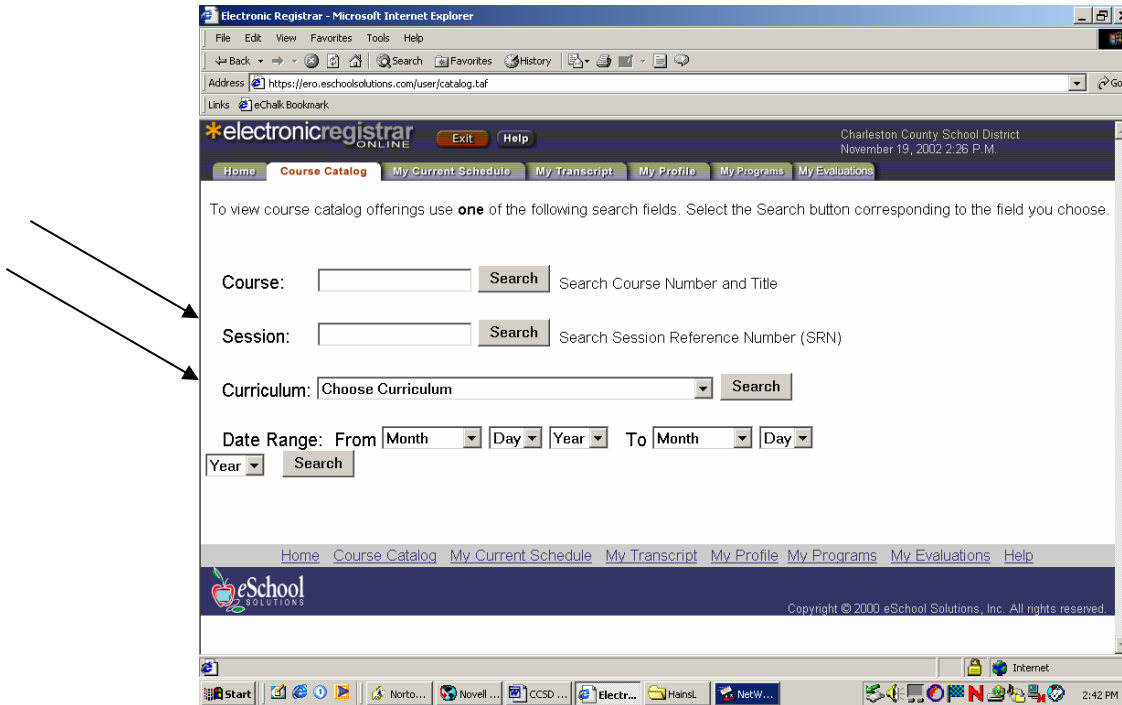 Electronic Registrar - Microsoft Internet Explorer
File Edit View Favorites Tools Help
Back Search Favorites History
Address https://ero.eschoolsolutions.com/user/catalog.taf Go
Links eChalk Bookmark
*electronicregistrar ONLINE Exit Help
Charleston County School District
November 19, 2002 2:26 P.M.
Home Course Catalog My Current Schedule My Transcript My Profile My Programs My Evaluations
To view course catalog offerings use one of the following search fields. Select the Search button corresponding to the field you choose.
Course: Search Search Course Number and Title
Session: Search Search Session Reference Number (SRN)
Curriculum: Choose Curriculum Search
Date Range: From Month Day Year To Month Day
Year Search
Home Course Catalog My Current Schedule My Transcript My Profile My Programs My Evaluations Help
eSchool
SOLUTIONS
Copyright © 2000 eSchool Solutions, Inc. All rights reserved.
Internet
Start Norto... Novell ... CCSD ... Electr... HainsL NetW... N 2:42 PM